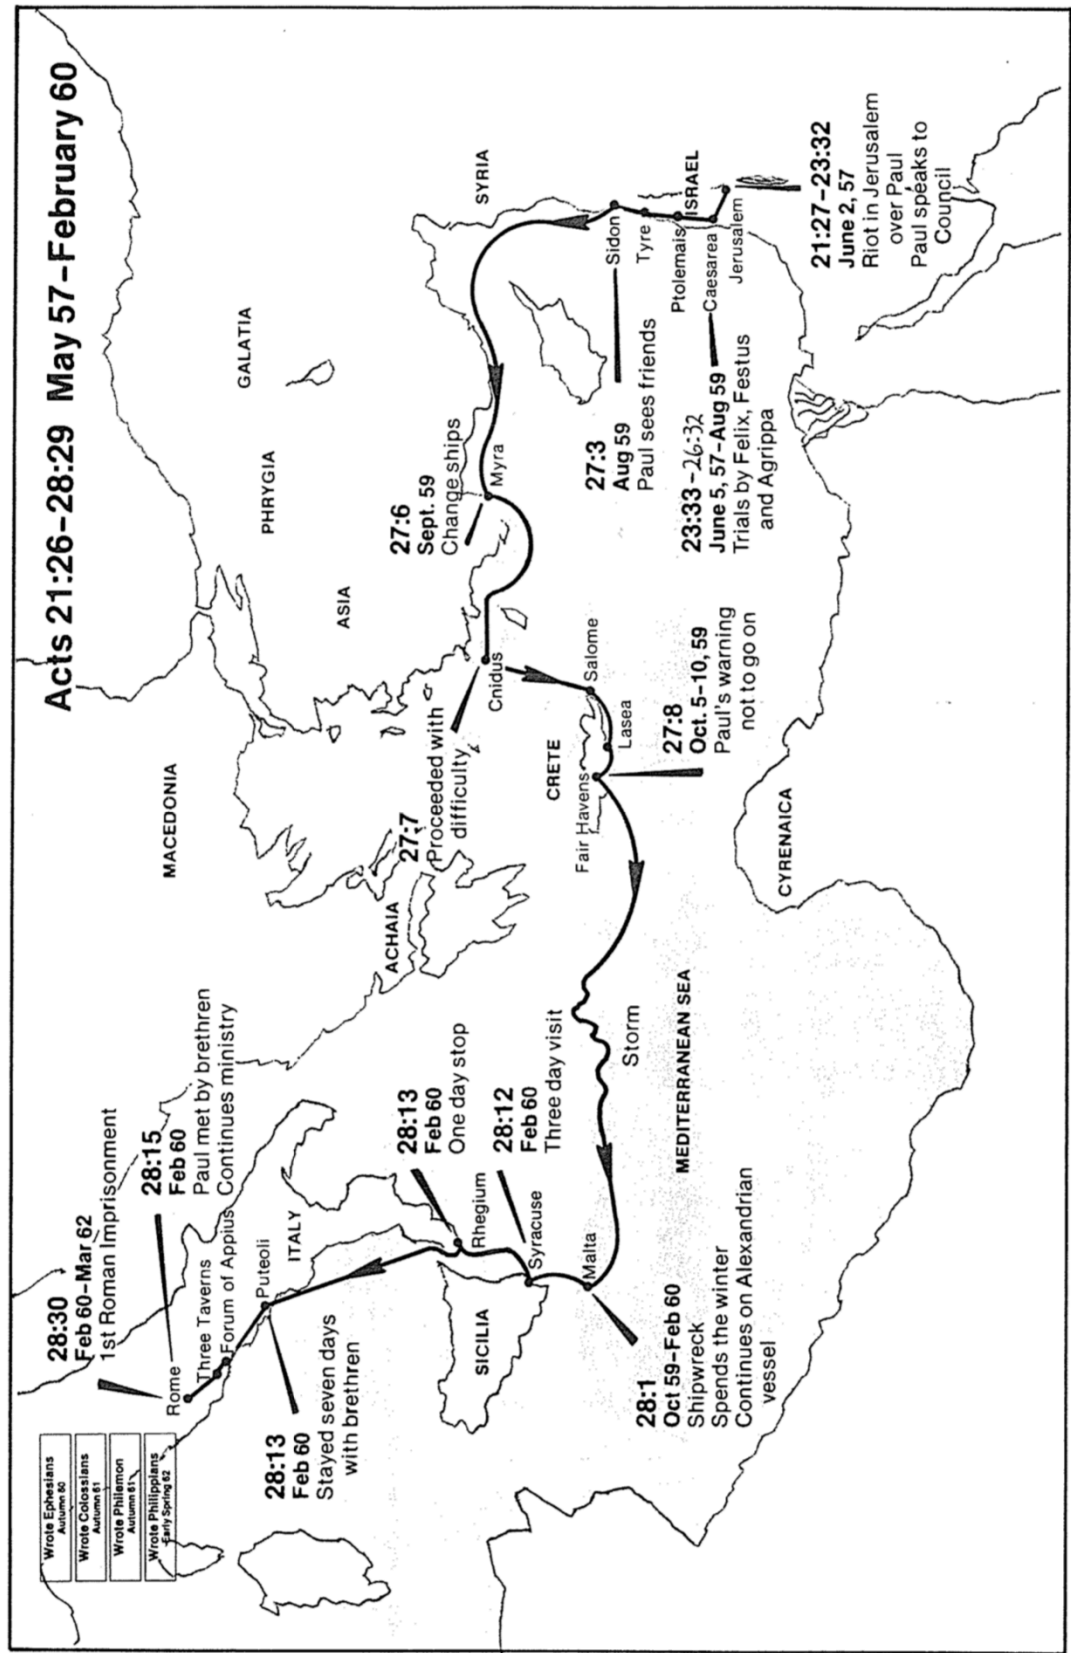 Acts 21:26–28:29 May 57–February 60
Wrote Ephesians
Autumn 60
Wrote Colossians
Autumn 61
Wrote Philemon
Autumn 61
Wrote Philippians
Early Spring 62
28:30
Feb 60–Mar 62
1st Roman Imprisonment
28:15
Feb 60
Paul met by brethren
Continues ministry
Rome
Three Taverns
Forum of Appius
Puteoli
ITALY
28:13
Feb 60
Stayed seven days
with brethren
28:13
Feb 60
One day stop
Rhegium
28:12
Feb 60
Three day visit
Syracuse
SICILIA
Malta
28:1
Oct 59–Feb 60
Shipwreck
Spends the winter
Continues on Alexandrian
vessel
Storm
MEDITERRANEAN SEA
MACEDONIA
ACHAIA
27:7
Proceeded with
difficulty
Cnidus
CRETE
Fair Havens
Lasea
Salome
27:8
Oct. 5–10, 59
Paul's warning
not to go on
CYRENAICA
ASIA
PHRYGIA
GALATIA
27:6
Sept. 59
Change ships
Myra
SYRIA
27:3
Aug 59
Paul sees friends
Sidon
Tyre
Ptolemais
ISRAEL
Caesarea
Jerusalem
23:33–26:32
June 5, 57–Aug 59
Trials by Felix, Festus
and Agrippa
21:27–23:32
June 2, 57
Riot in Jerusalem
over Paul
Paul speaks to
Council